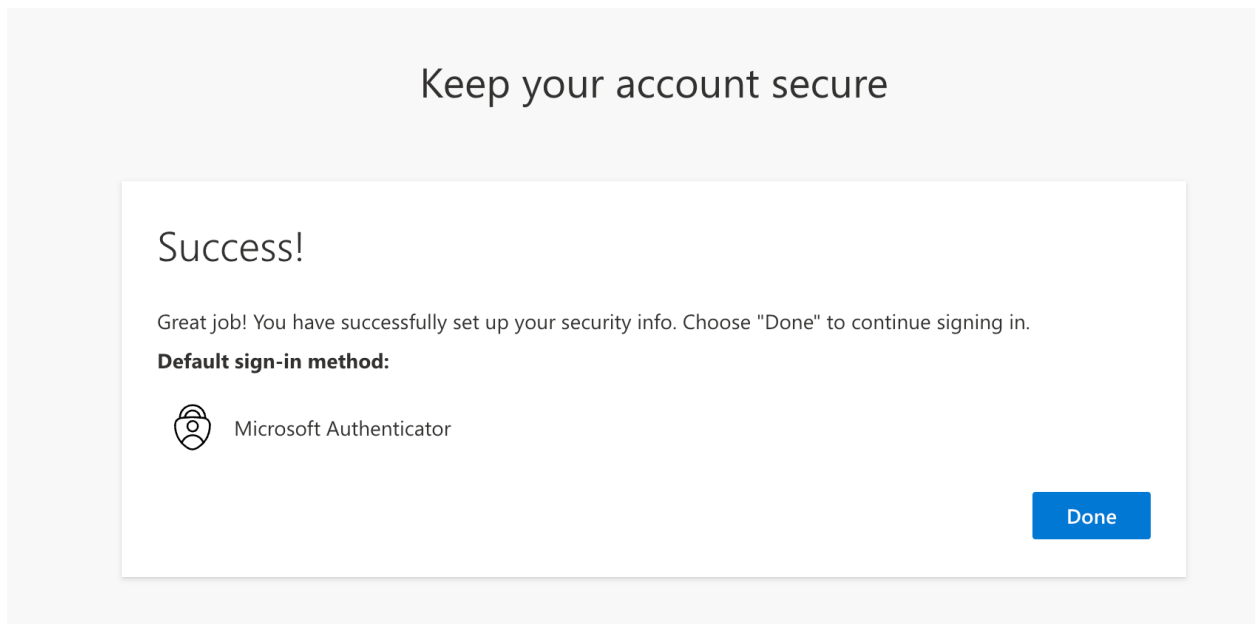 Keep your account secure
Success!
Great job! You have successfully set up your security info. Choose "Done" to continue signing in.
Default sign-in method:
Microsoft Authenticator
Done